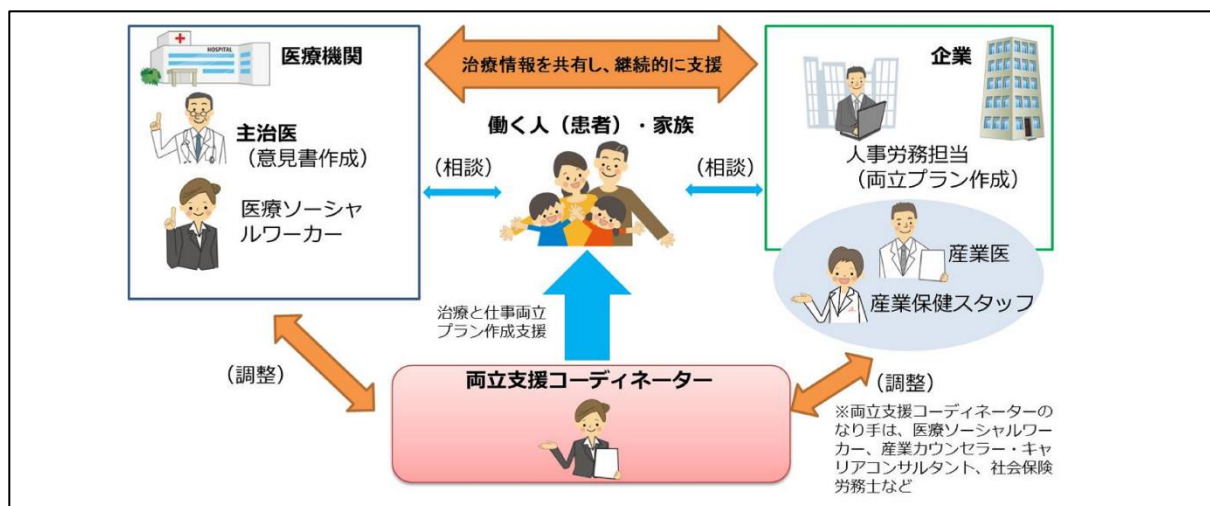 HOSPITAL
医療機関
治療情報を共有し、継続的に支援
企業
主治医
（意見書作成）
医療ソーシャ
ルワーカー
（相談）
働く人（患者）・家族
（相談）
人事労務担当
（両立プラン作成）
産業医
産業保健スタッフ
治療と仕事両立
プラン作成支援
（調整）
両立支援コーディネーター
（調整）
※両立支援コーディネーターの
なり手は、医療ソーシャルワー
カー、産業カウンセラー・キャ
リアコンサルタント、社会保険
労務士など